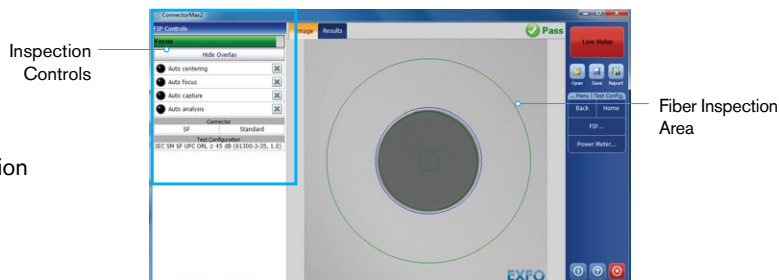 ConnectorMax2
FIP Controls
Focus
Hide Overlay
Auto centering
Auto focus
Auto capture
Auto analysis
Connector
SF Standard
Test Configuration
IEC SM SF UPC ORL ≥ 45 dB (61300-3-35, 1.0)
Image Results
Pass
Live Video
Open Save Report
Menu | Test Config.
Back Home
FIP...
Power Meter...
EXFO
Inspection
Controls
ion
Fiber Inspection
Area